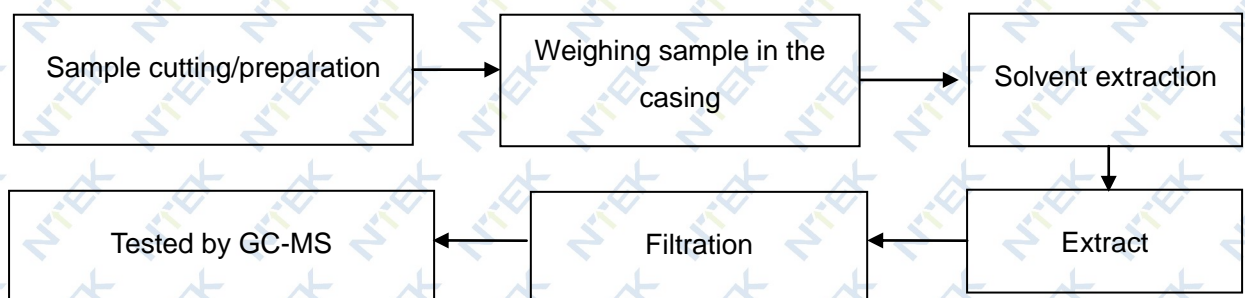 Sample cutting/preparation
Weighing sample in the
casing
Solvent extraction
Extract
Filtration
Tested by GC-MS
NTEK